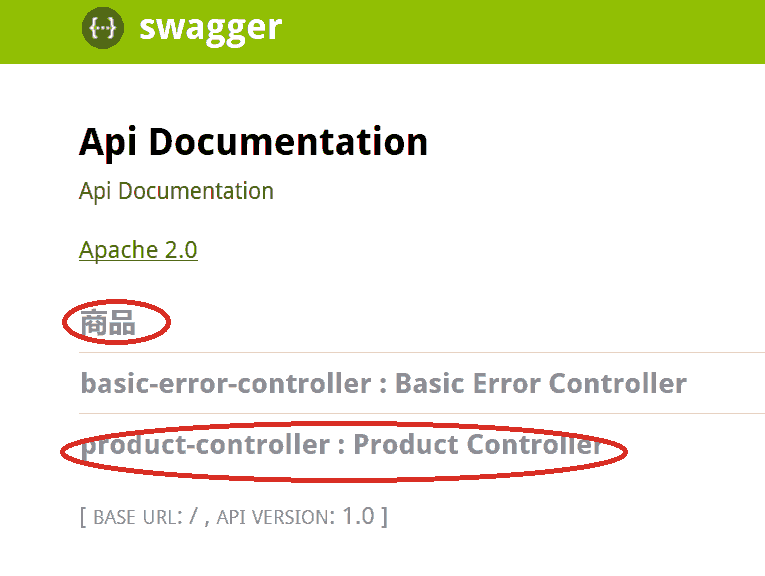 {···} swagger
Api Documentation
Api Documentation
Apache 2.0
商品
basic-error-controller : Basic Error Controller
product-controller : Product Controller
[ BASE URL: / , API VERSION: 1.0 ]